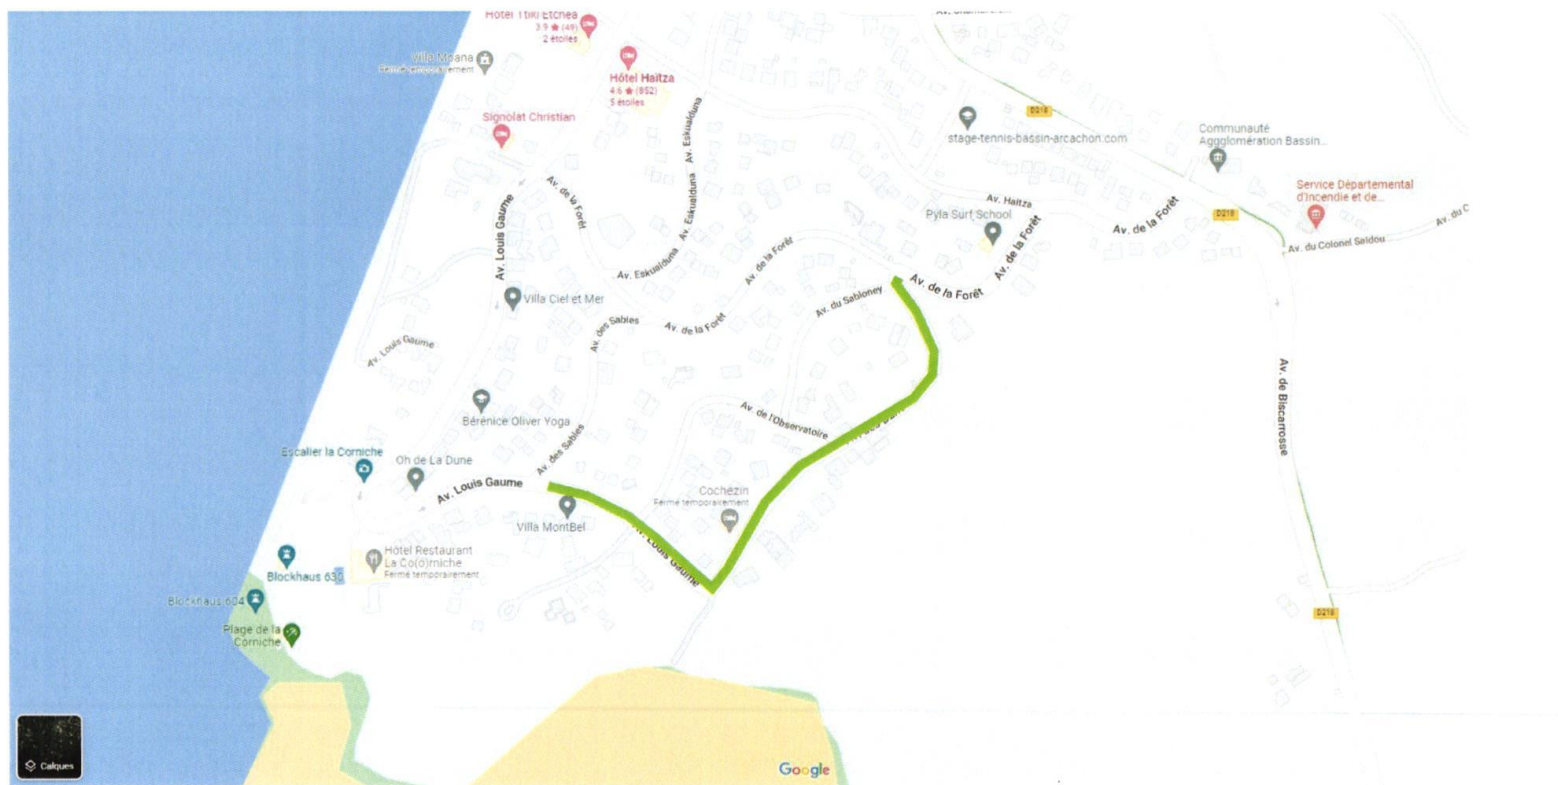 Hôtel Ttiki Etchea
3.9 ★ (49)
2 étoiles
Villa Moana
Fermé temporairement
Hôtel Haitza
4.6 ★ (852)
5 étoiles
Signolat Christian
D218
stage-tennis-bassin-arcachon.com
Communauté
Aggglomération Bassin...
Service Départemental
d'Incendie et de...
Av. Eskualduna
Av. Eskualduna
Av. Eskualduna
Av. Eskualduna
Av. de la Forêt
Av. Louis Gaume
Av. Haitza
Pyla Surf School
Av. de la Forêt
Av. de la Forêt
D218
Av. du C
Av. du Colonel Saldou
Av. de la Forêt
Av. de la Forêt
Av. du Sabloney
Villa Ciel et Mer
Av. des Sables
Av. de la Forêt
Av. Louis Gaume
Av. de Biscarrosse
Bérénice Oliver Yoga
Av. de l'Observatoire
Escalier la Corniche
Oh de La Dune
Av. des Sables
Av. Louis Gaume
Cochezin
Fermé temporairement
Villa MontBel
Av. Louis Gaume
Hôtel Restaurant
La Co(o)rniche
Fermé temporairement
Blockhaus 630
Blockhaus 604
Plage de la
Corniche
D218
Calques
Google